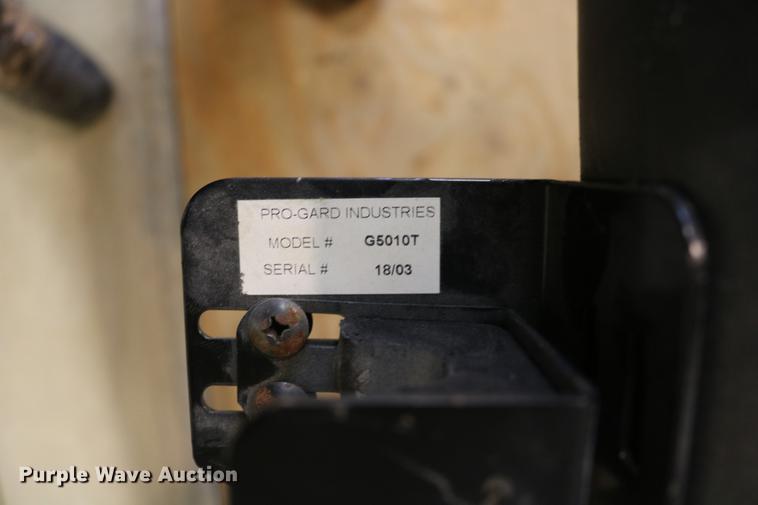 PRO-GARD INDUSTRIES
MODEL # G5010T
SERIAL # 18/03
Purple Wave Auction